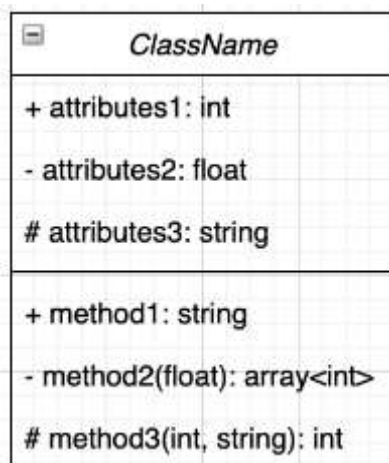 ClassName
+ attributes1: int
- attributes2: float
# attributes3: string
+ method1: string
- method2(float): array<int>
# method3(int, string): int